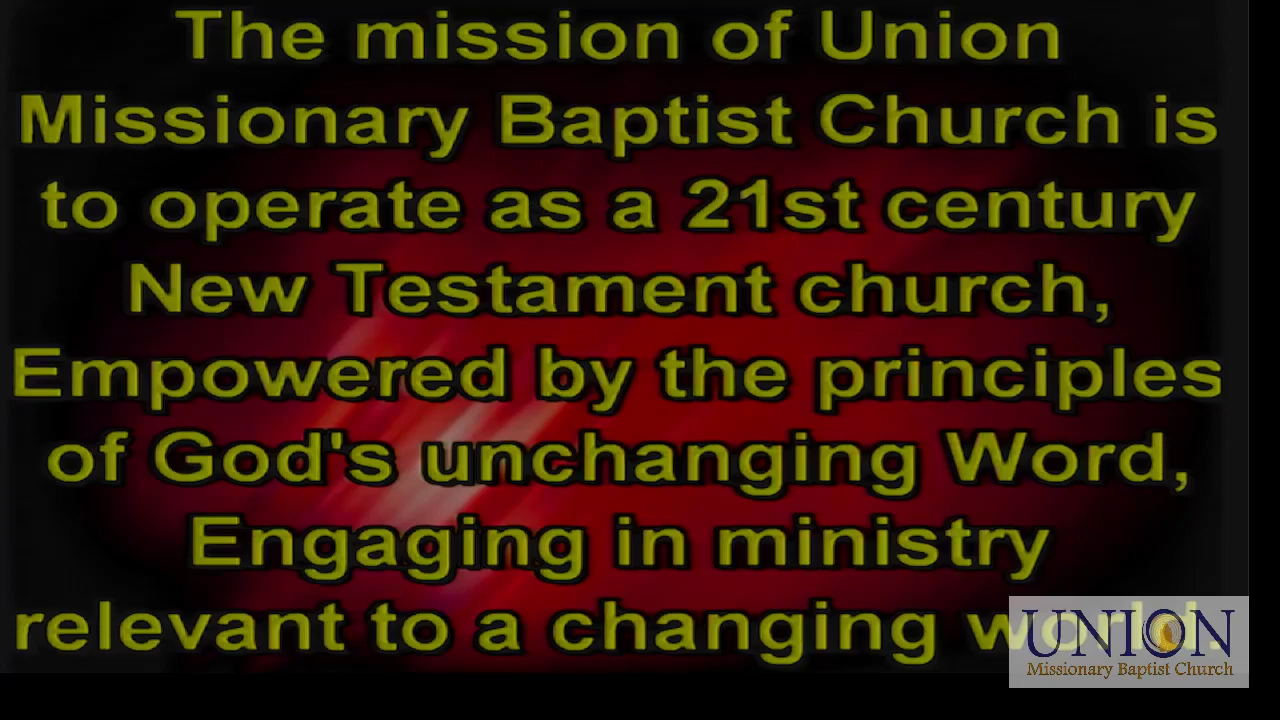 The mission of Union
Missionary Baptist Church is
to operate as a 21st century
New Testament church,
Empowered by the principles
of God's unchanging Word,
Engaging in ministry
relevant to a changing world.
UNION
Missionary Baptist Church